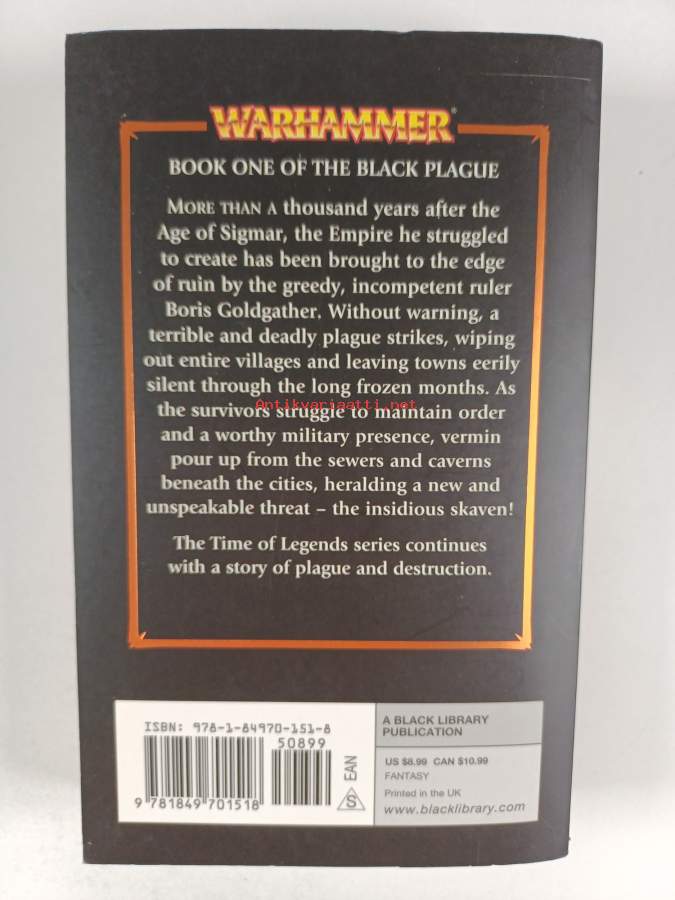 WARHAMMER®
BOOK ONE OF THE BLACK PLAGUE
MORE THAN A thousand years after the
Age of Sigmar, the Empire he struggled
to create has been brought to the edge
of ruin by the greedy, incompetent ruler
Boris Goldgather. Without warning, a
terrible and deadly plague strikes, wiping
out entire villages and leaving towns eerily
silent through the long frozen months. As
the survivors struggle to maintain order
Antikvariaatti.net
and a worthy military presence, vermin
pour up from the sewers and caverns
beneath the cities, heralding a new and
unspeakable threat – the insidious skaven!
The Time of Legends series continues
with a story of plague and destruction.
ISBN: 978-1-84970-151-8
50899
9 781849 701518
EAN
S
A BLACK LIBRARY
PUBLICATION
US $8.99 CAN $10.99
FANTASY
Printed in the UK
www.blacklibrary.com